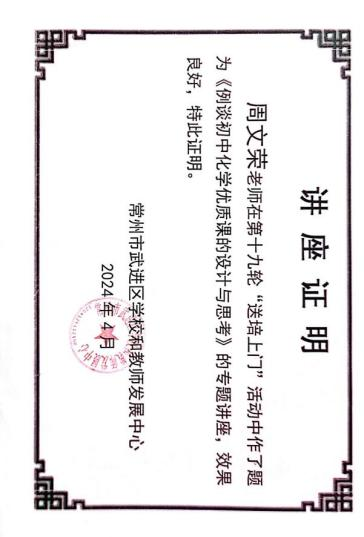 讲座证明
周文荣老师在第十九轮“送培上门”活动中作了题
为《例谈初中化学优质课的设计与思考》的专题讲座，效果
良好，特此证明。
常州市武进区学校和教师发展中心
2024年4月